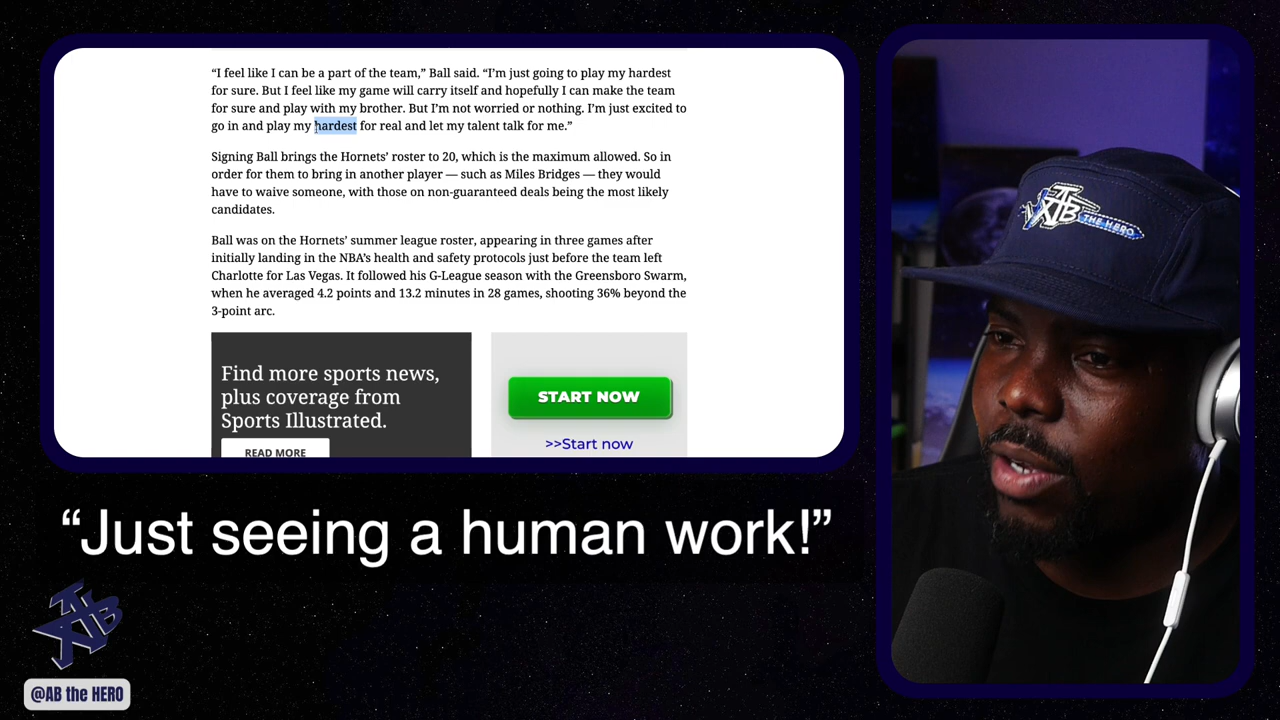 “I feel like I can be a part of the team,” Ball said. “I’m just going to play my hardest
for sure. But I feel like my game will carry itself and hopefully I can make the team
for sure and play with my brother. But I’m not worried or nothing. I’m just excited to
go in and play my hardest for real and let my talent talk for me.”
Signing Ball brings the Hornets’ roster to 20, which is the maximum allowed. So in
order for them to bring in another player — such as Miles Bridges — they would
have to waive someone, with those on non-guaranteed deals being the most likely
candidates.
Ball was on the Hornets’ summer league roster, appearing in three games after
initially landing in the NBA’s health and safety protocols just before the team left
Charlotte for Las Vegas. It followed his G-League season with the Greensboro Swarm,
when he averaged 4.2 points and 13.2 minutes in 28 games, shooting 36% beyond the
3-point arc.
Find more sports news,
plus coverage from
Sports Illustrated.
READ MORE
START NOW
>>Start now
“Just seeing a human work!”
ATB
THE HERO
ATB
@AB the HERO